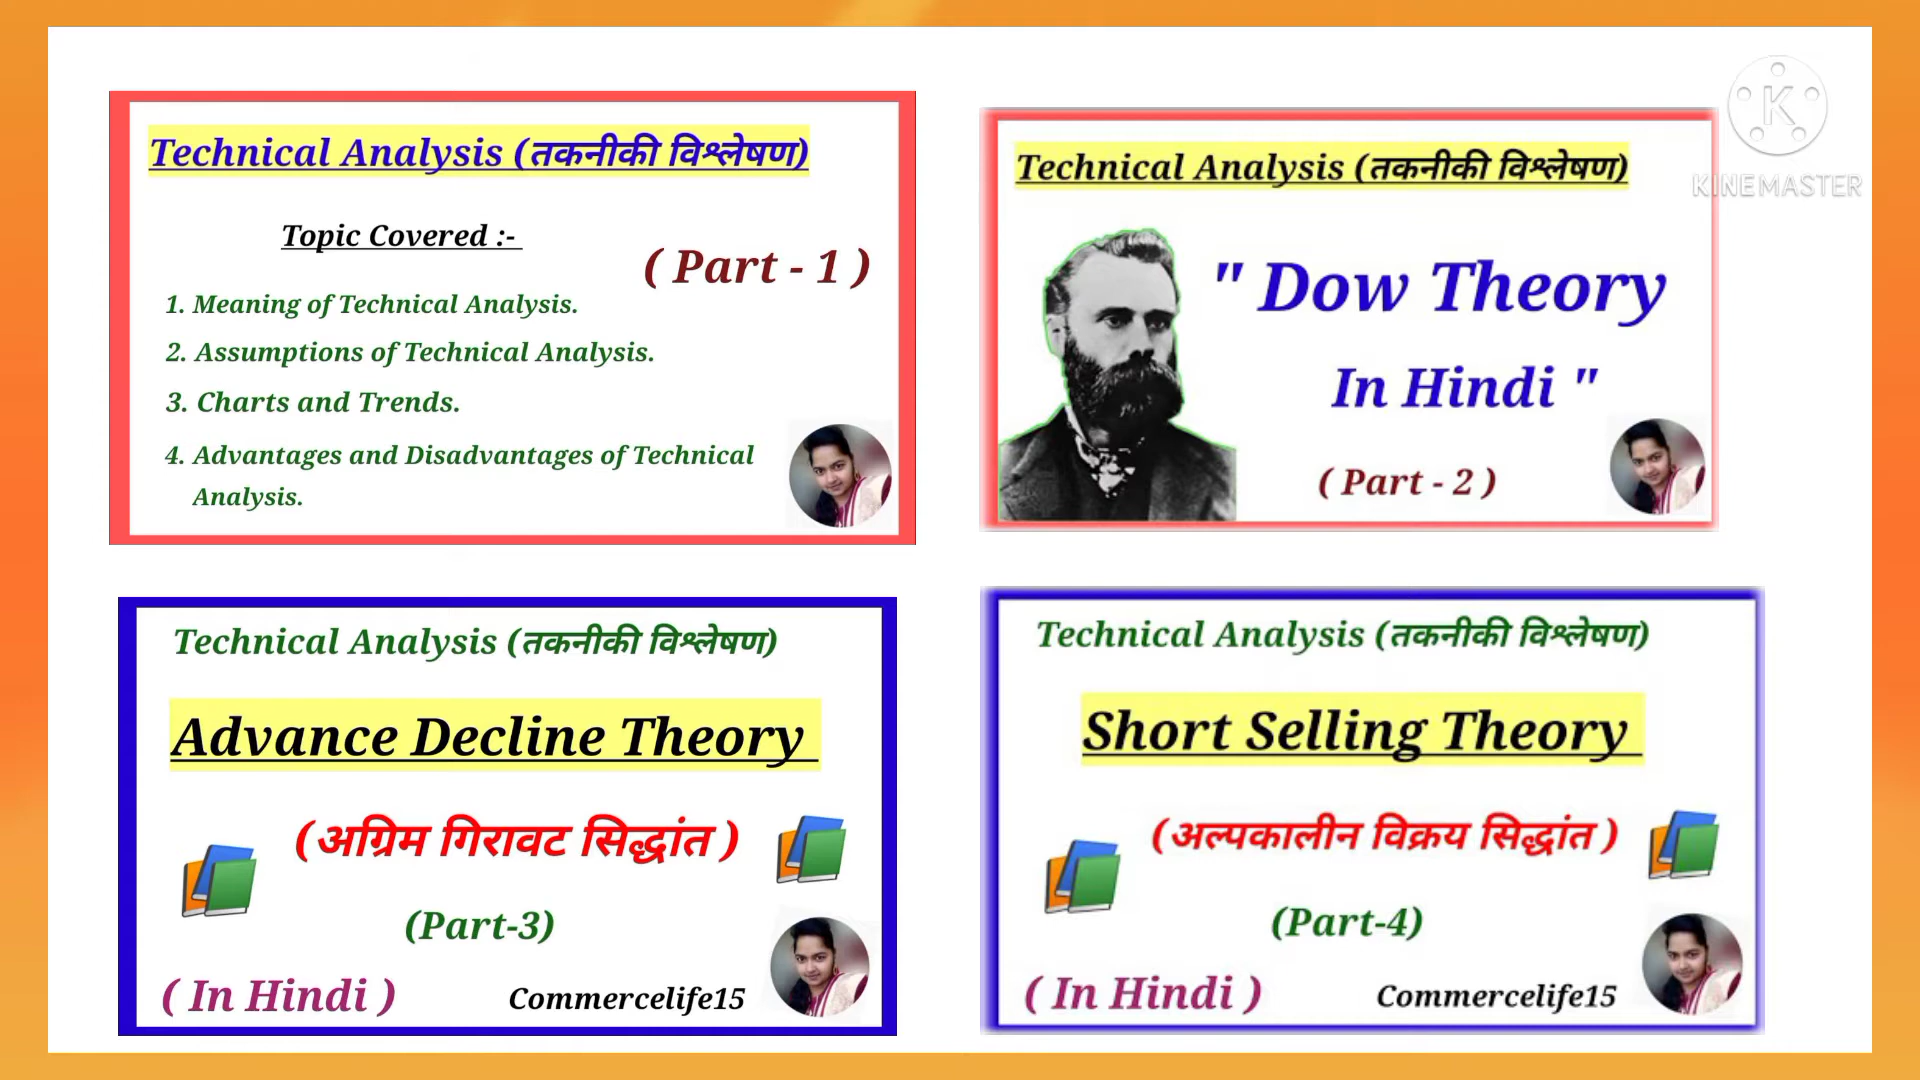 Technical Analysis (तकनीकी विश्लेषण)
Topic Covered :-
( Part - 1 )
1. Meaning of Technical Analysis.
2. Assumptions of Technical Analysis.
3. Charts and Trends.
4. Advantages and Disadvantages of Technical
Analysis.
Technical Analysis (तकनीकी विश्लेषण)
" Dow Theory
In Hindi "
( Part - 2 )
K
KINEMASTER
Technical Analysis (तकनीकी विश्लेषण)
Advance Decline Theory
(अग्रिम गिरावट सिद्धांत )
(Part-3)
( In Hindi )
Commercelife15
Technical Analysis (तकनीकी विश्लेषण)
Short Selling Theory
(अल्पकालीन विक्रय सिद्धांत )
(Part-4)
( In Hindi )
Commercelife15